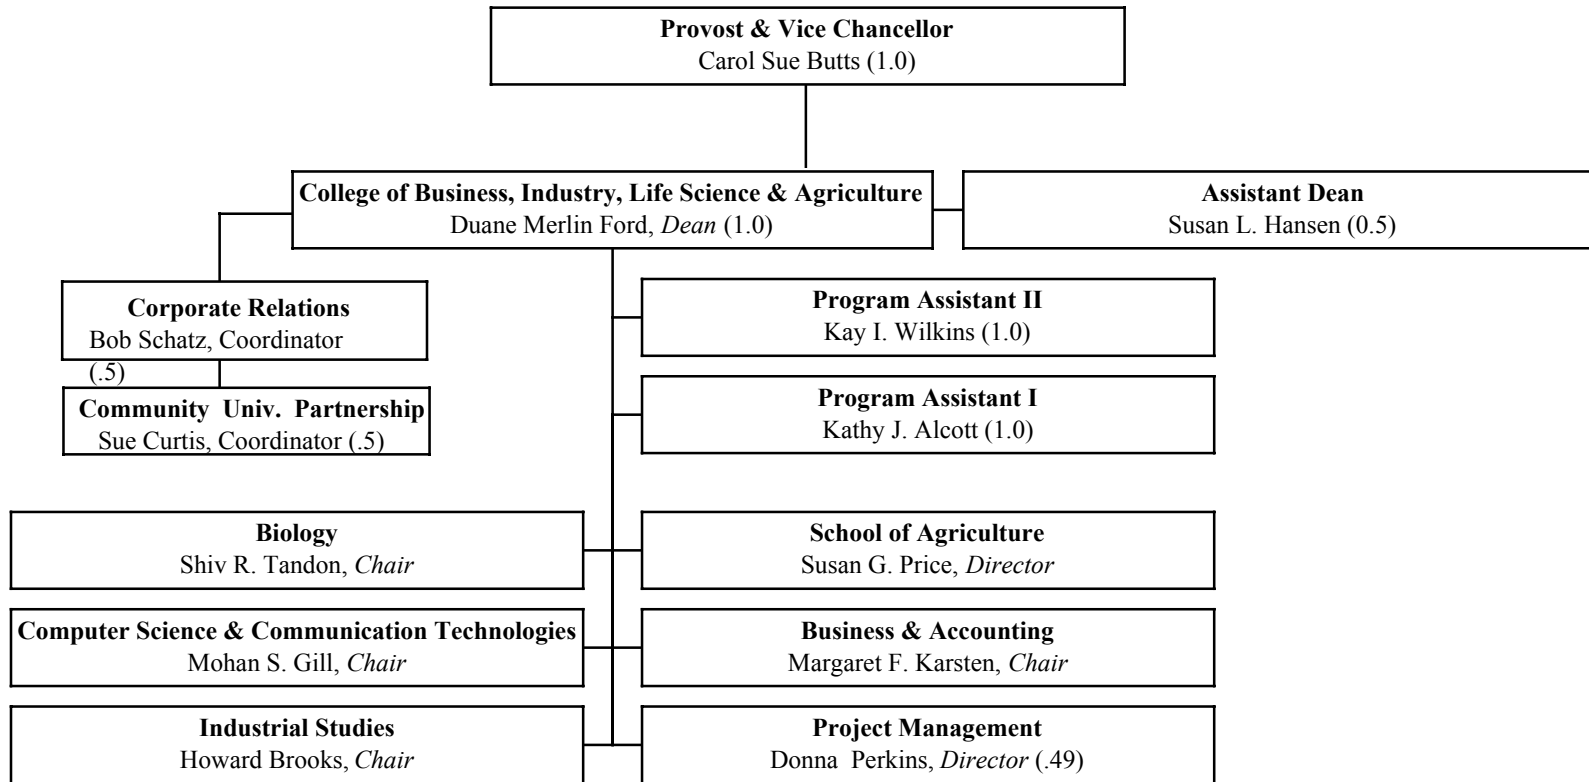 Provost & Vice Chancellor
Carol Sue Butts (1.0)
College of Business, Industry, Life Science & Agriculture
Duane Merlin Ford, Dean (1.0)
Assistant Dean
Susan L. Hansen (0.5)
Corporate Relations
Bob Schatz, Coordinator
(.5)
Community Univ. Partnership
Sue Curtis, Coordinator (.5)
Program Assistant II
Kay I. Wilkins (1.0)
Program Assistant I
Kathy J. Alcott (1.0)
Biology
Shiv R. Tandon, Chair
School of Agriculture
Susan G. Price, Director
Computer Science & Communication Technologies
Mohan S. Gill, Chair
Business & Accounting
Margaret F. Karsten, Chair
Industrial Studies
Howard Brooks, Chair
Project Management
Donna Perkins, Director (.49)